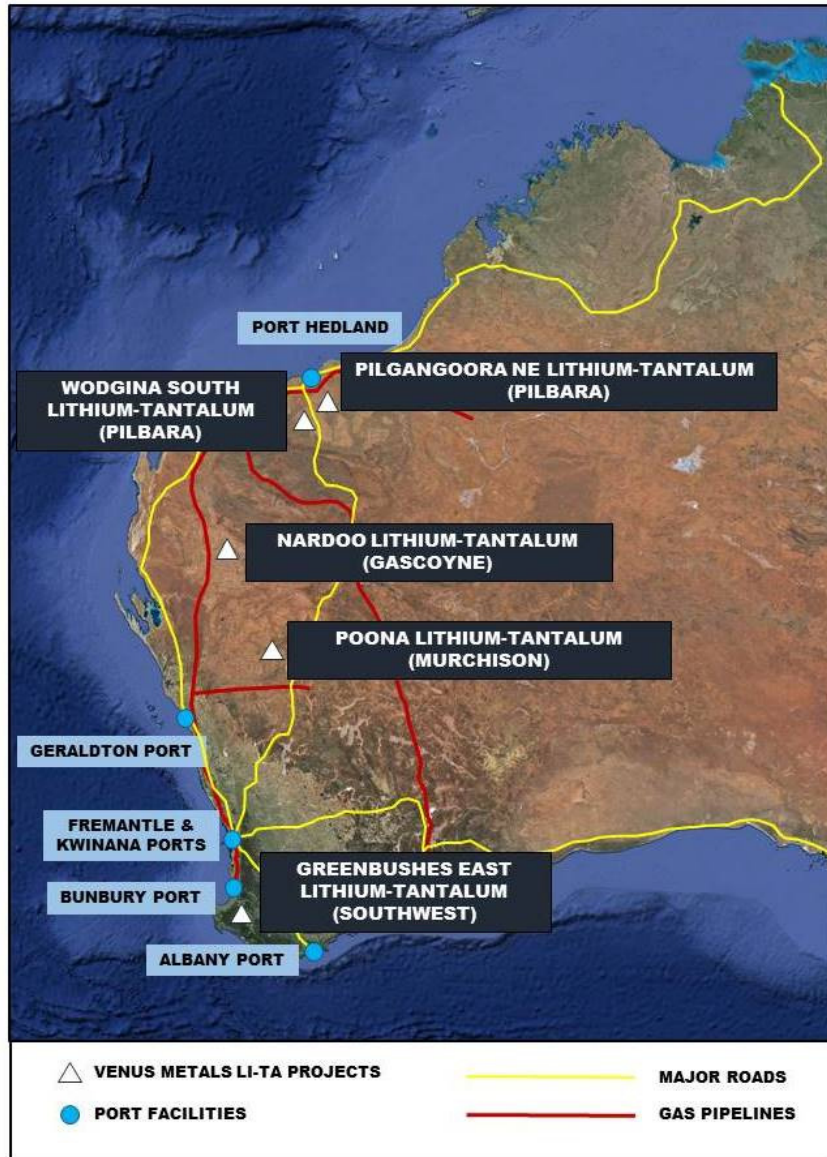 PORT HEDLAND
PILGANGOORA NE LITHIUM-TANTALUM
(PILBARA)
WODGINA SOUTH
LITHIUM-TANTALUM
(PILBARA)
NARDOO LITHIUM-TANTALUM
(GASCOYNE)
POONA LITHIUM-TANTALUM
(MURCHISON)
GERALDTON PORT
FREMANTLE &
KWINANA PORTS
GREENBUSHES EAST
LITHIUM-TANTALUM
(SOUTHWEST)
BUNBURY PORT
ALBANY PORT
VENUS METALS LI-TA PROJECTS
MAJOR ROADS
PORT FACILITIES
GAS PIPELINES